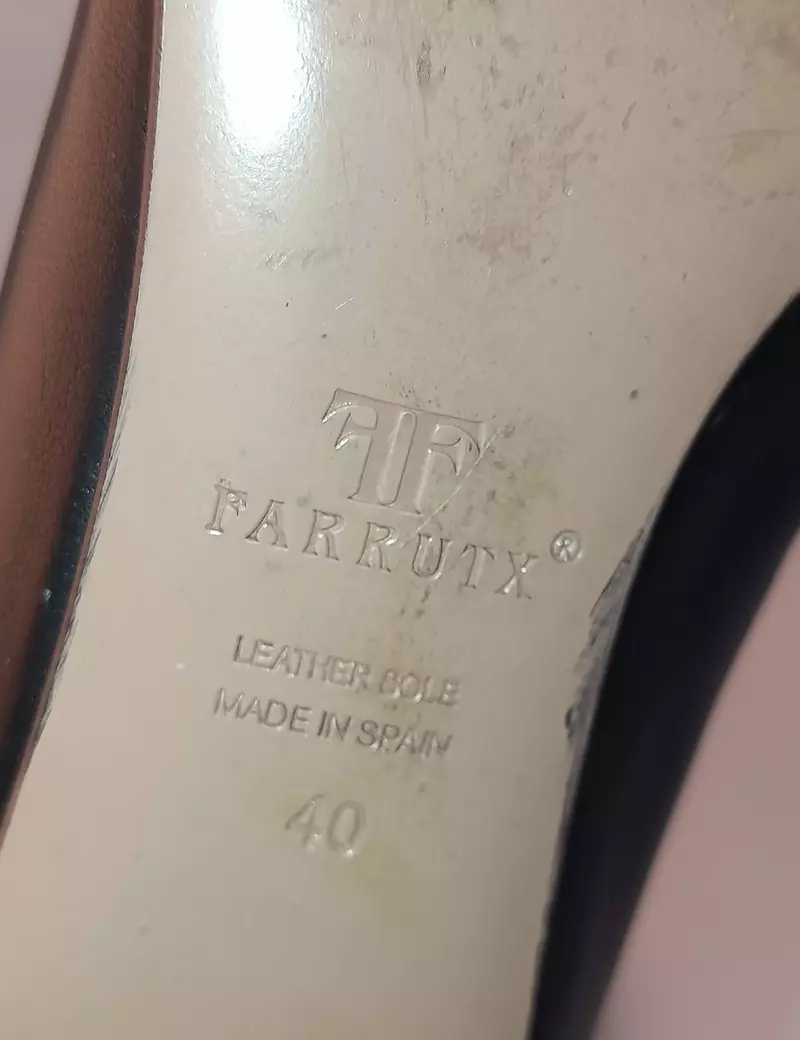 FF
FARRUTX®
LEATHER SOLE
MADE IN SPAIN
40